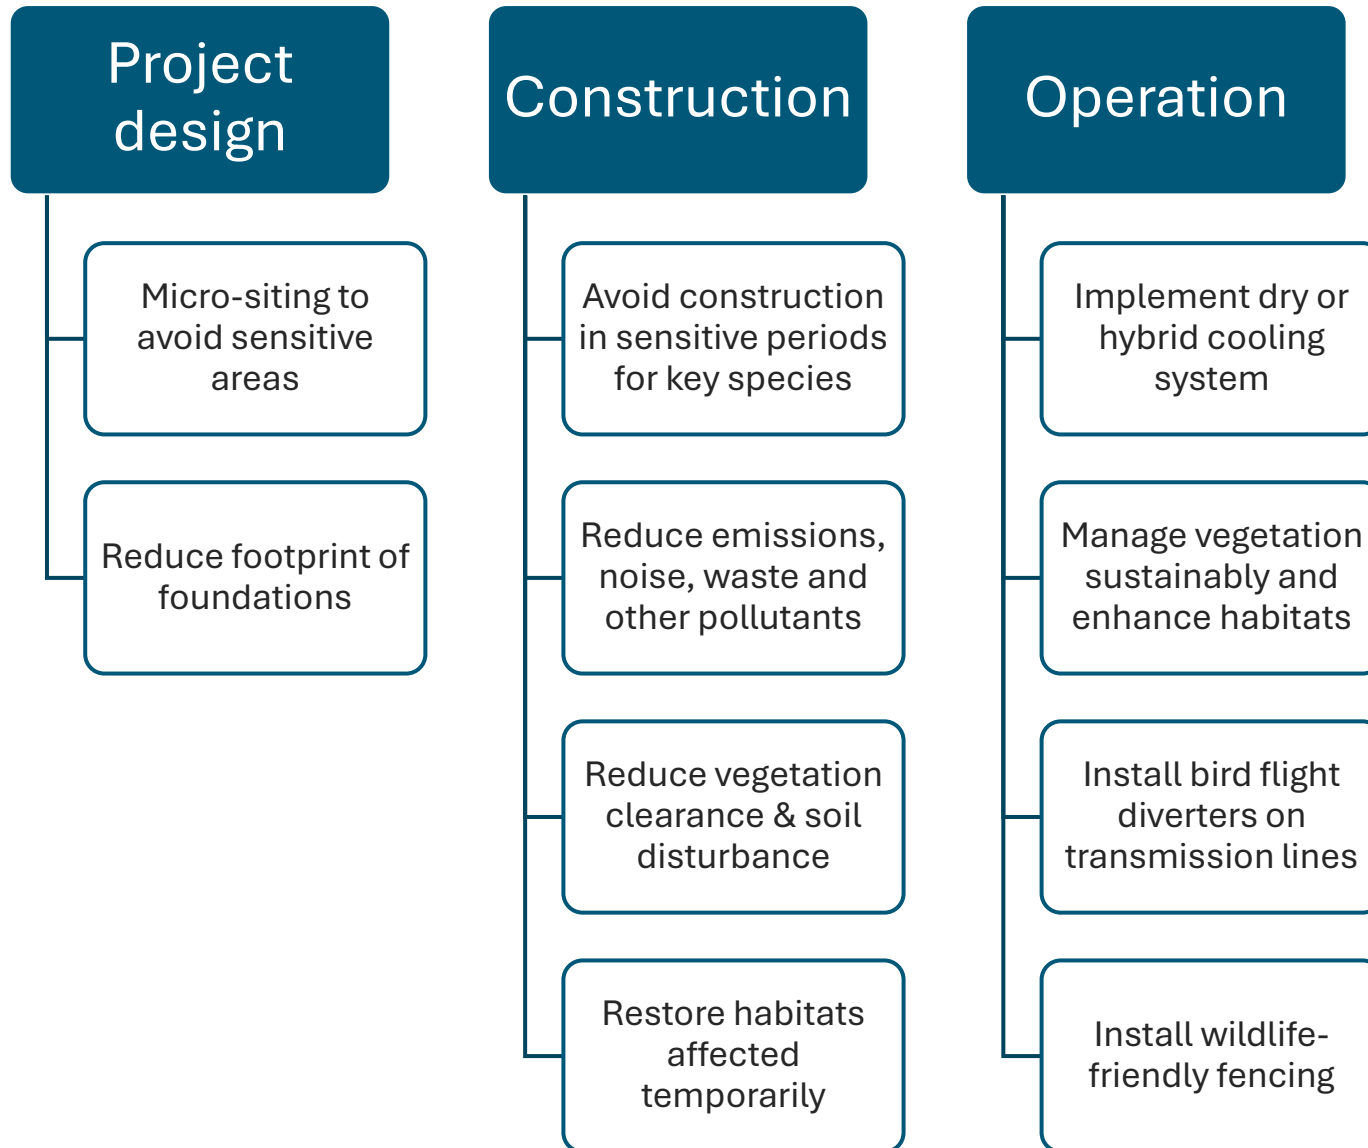 Project
design
Micro-siting to
avoid sensitive
areas
Reduce footprint of
foundations
Construction
Avoid construction
in sensitive periods
for key species
Reduce emissions,
noise, waste and
other pollutants
Reduce vegetation
clearance & soil
disturbance
Restore habitats
affected
temporarily
Operation
Implement dry or
hybrid cooling
system
Manage vegetation
sustainably and
enhance habitats
Install bird flight
diverters on
transmission lines
Install wildlife-
friendly fencing